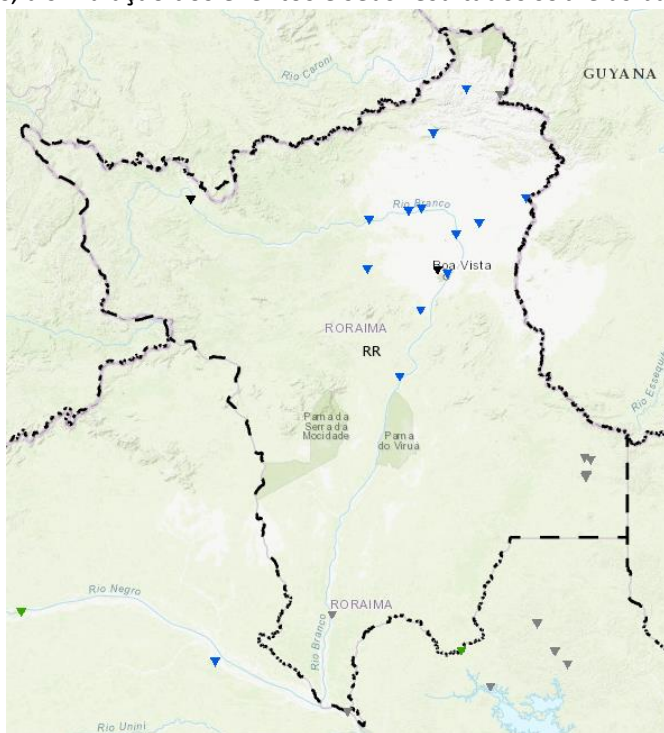 Rio Caroni
GUYANA
Rio Branco
Boa Vista
RORAIMA
RR
Rio Essequib
Parna da
Serra da
Mocidade
Parna
do Viruá
Rio Negro
RORAIMA
Rio Branco
Rio Unini